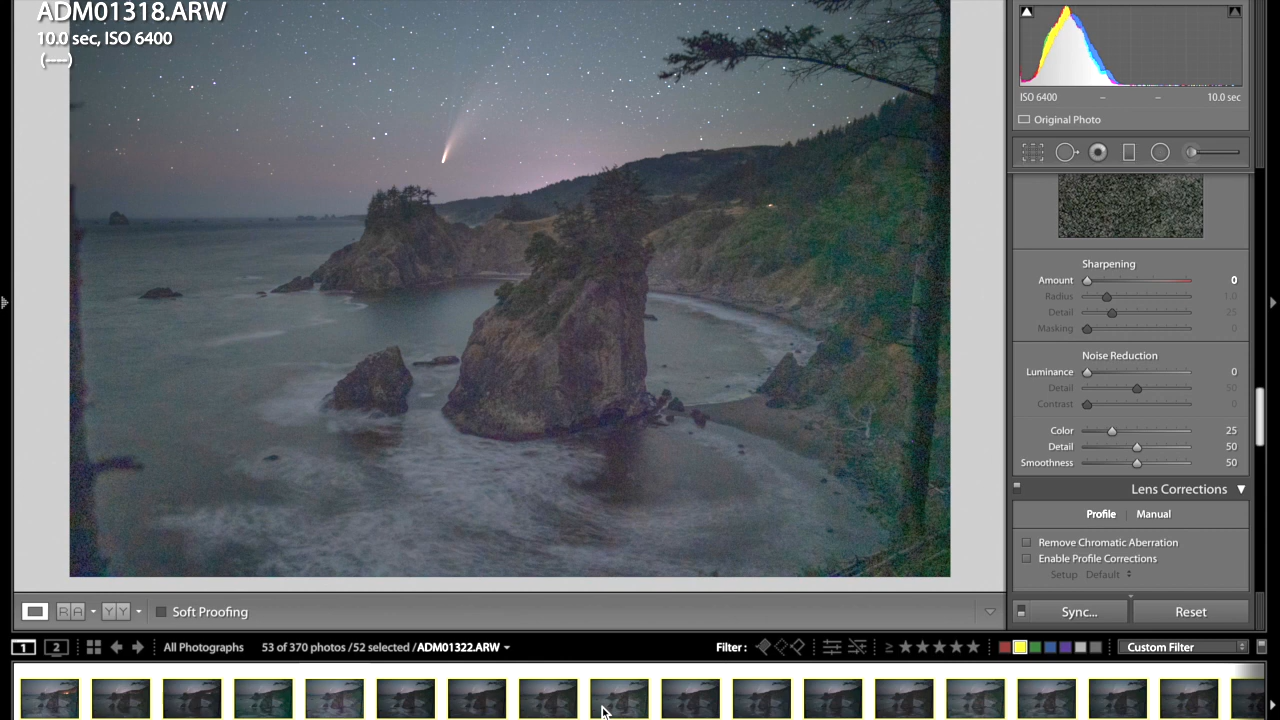 ADM01318.ARW
10.0 sec, ISO 6400
(----)
ISO 6400 – – 10.0 sec
Original Photo
Sharpening
Amount 0
Radius 1.0
Detail 25
Masking 0
Noise Reduction
Luminance 0
Detail 50
Contrast 0
Color 25
Detail 50
Smoothness 50
Lens Corrections
Profile | Manual
Remove Chromatic Aberration
Enable Profile Corrections
Setup Default
R A Y Y Soft Proofing
Sync... Reset
1 2 All Photographs 53 of 370 photos /52 selected /ADM01322.ARW Filter : ≥ ★★★★★ Custom Filter